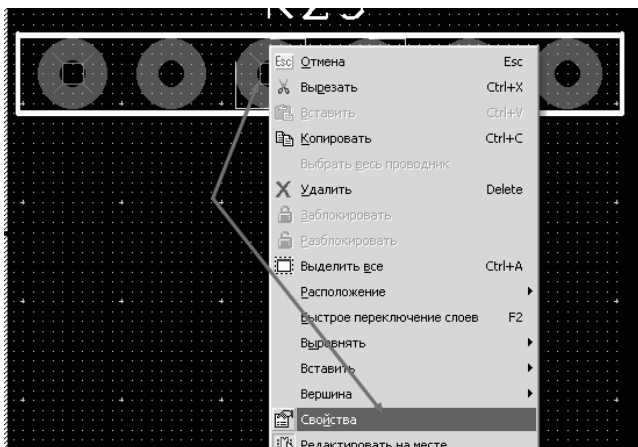 Esc Отмена Esc
Вырезать Ctrl+X
Вставить Ctrl+V
Копировать Ctrl+C
Выбрать весь проводник
Удалить Delete
Заблокировать
Разблокировать
Выделить все Ctrl+A
Расположение
Быстрое переключение слоев F2
Выровнять
Вставить
Вершина
Свойства
Редактировать на месте